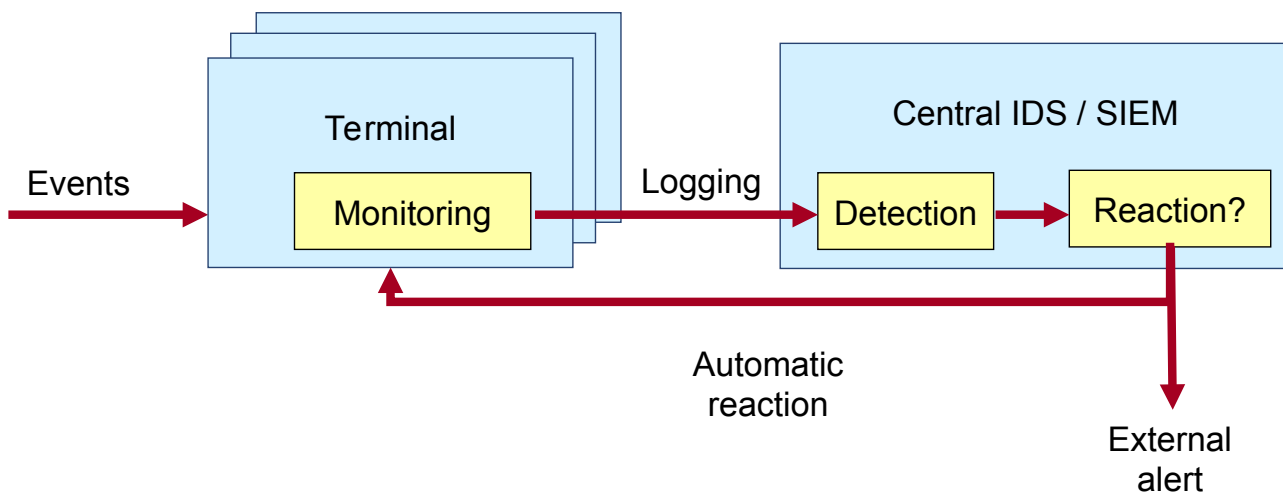 Terminal
Central IDS / SIEM
Events
Monitoring
Logging
Detection
Reaction?
Automatic
reaction
External
alert